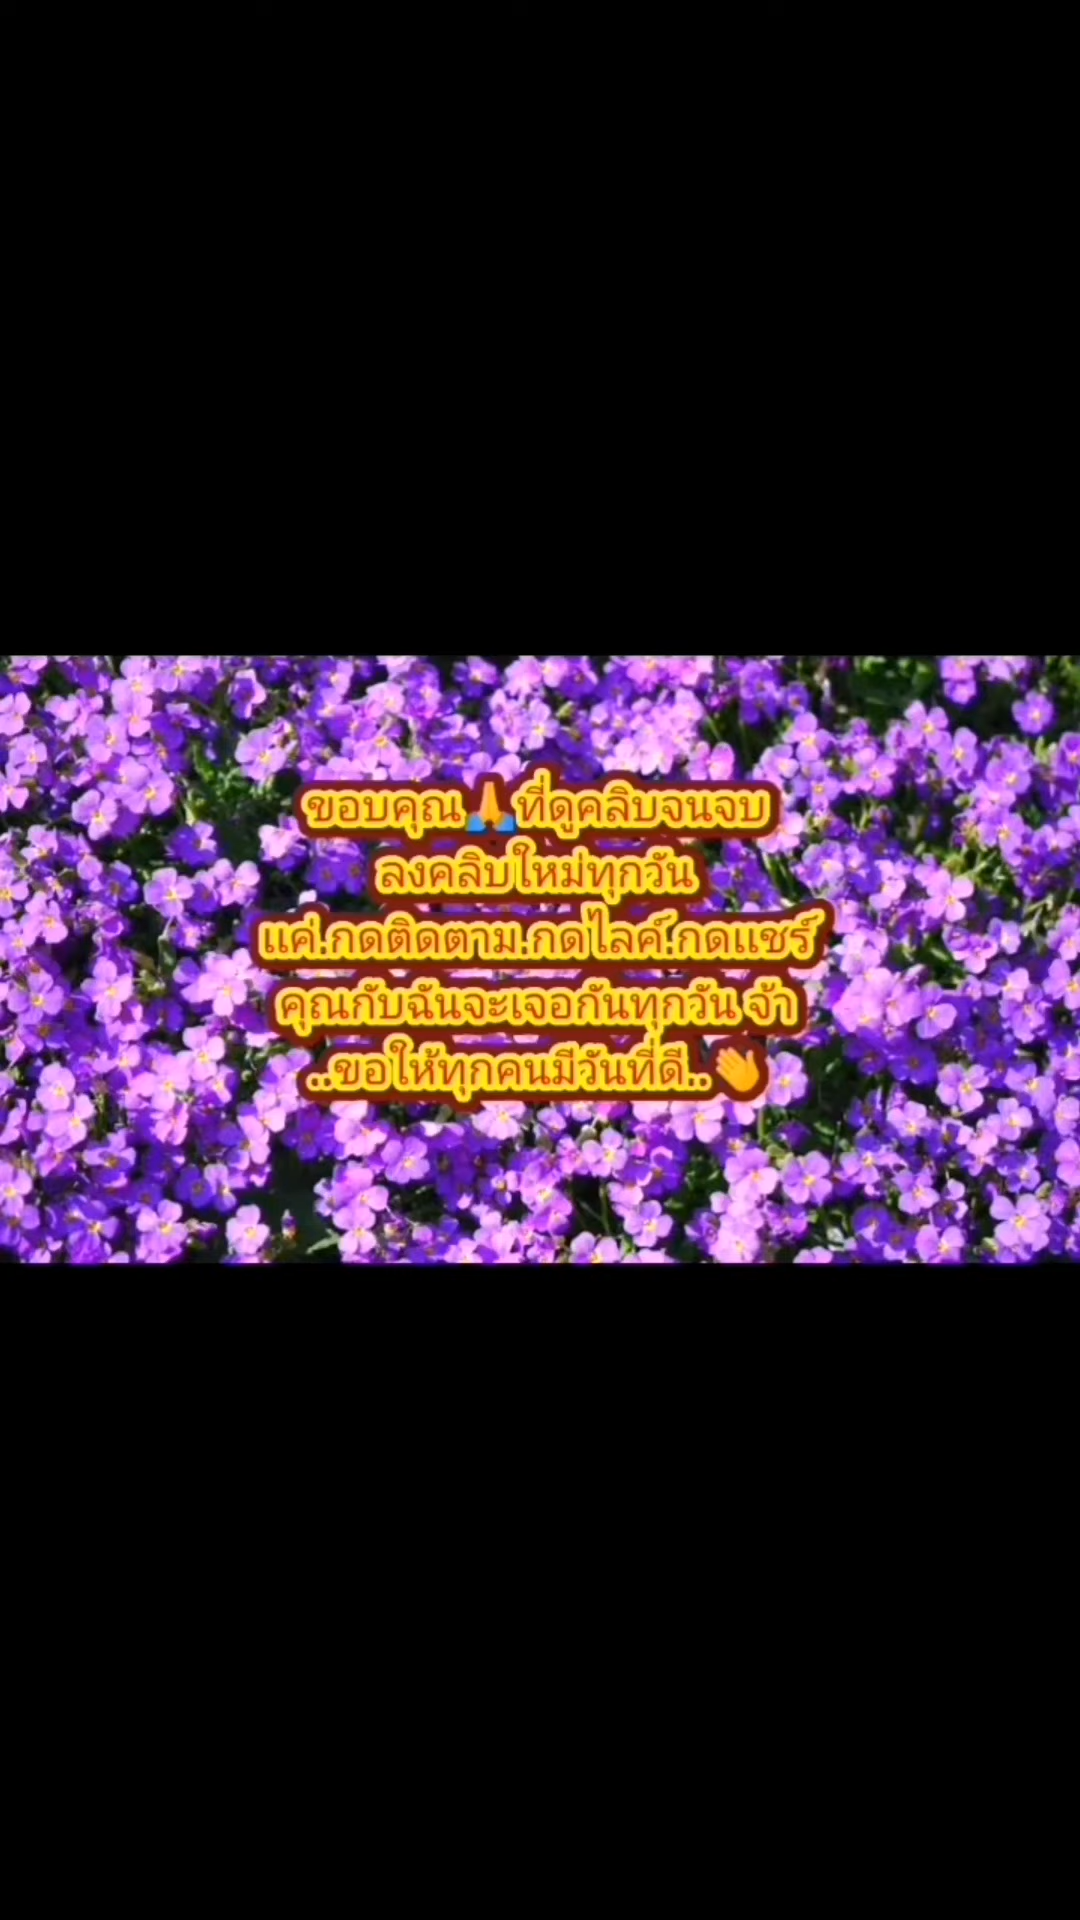 ขอบคุณ🙏ที่ดูคลิบจนจบ
ลงคลิบใหม่ทุกวัน
แค่.กดติดตาม.กดไลค์.กดแชร์
คุณกับฉันจะเจอกันทุกวัน จ้า
..ขอให้ทุกคนมีวันที่ดี..👋